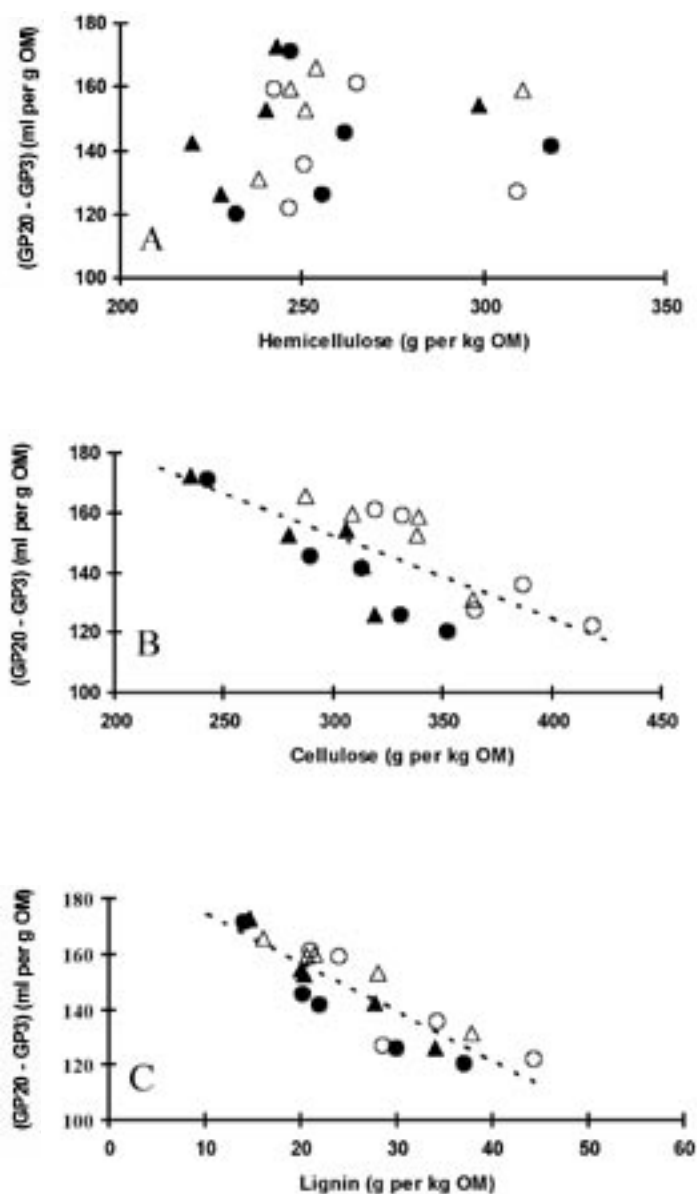 180
160
140
120
100
(GP20 - GP3) (ml per g OM)
A
200 250 300 350
Hemicellulose (g per kg OM)
180
160
140
120
100
(GP20 - GP3) (ml per g OM)
B
200 250 300 350 400 450
Cellulose (g per kg OM)
180
160
140
120
100
(GP20 - GP3) (ml per g OM)
C
0 10 20 30 40 50 60
Lignin (g per kg OM)